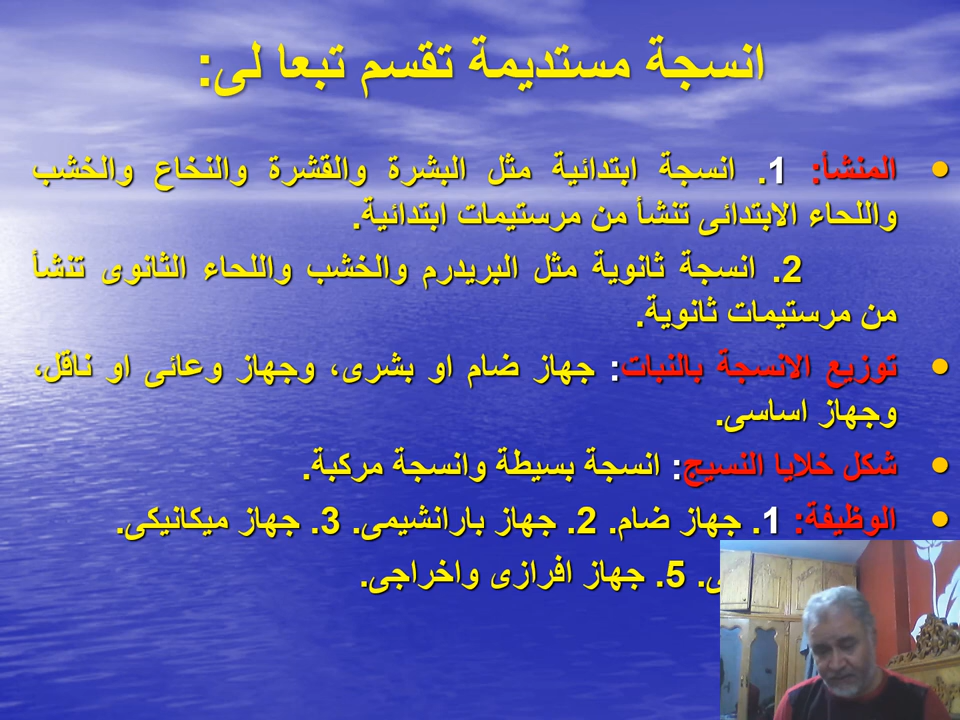 انسجة مستديمة تقسم تبعا لى:
المنشأ: 1. انسجة ابتدائية مثل البشرة والقشرة والنخاع والخشب
واللحاء الابتدائى تنشأ من مرستيمات ابتدائية.
2. انسجة ثانوية مثل البريدرم والخشب واللحاء الثانوى تنشأ
من مرستيمات ثانوية.
توزيع الانسجة بالنبات: جهاز ضام او بشرى، وجهاز وعائى او ناقل،
وجهاز اساسى.
شكل خلايا النسيج: انسجة بسيطة وانسجة مركبة.
الوظيفة: 1. جهاز ضام. 2. جهاز بارانشيمى. 3. جهاز ميكانيكى.
5. جهاز افرازى واخراجى.